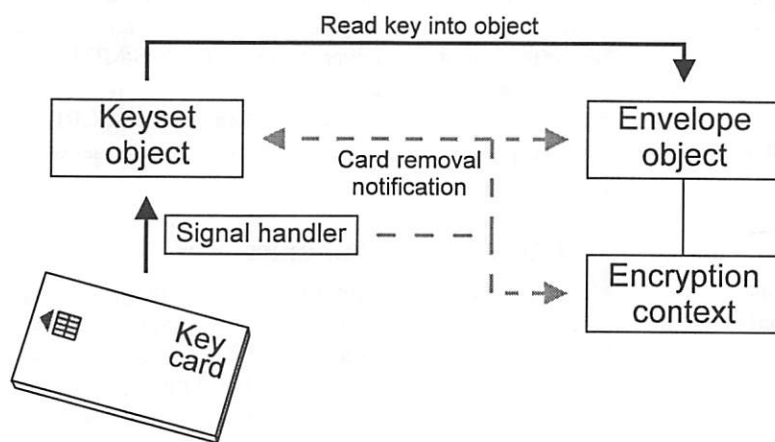 Read key into object
Keyset
object
Envelope
object
Card removal
notification
Signal handler
Encryption
context
Key
card